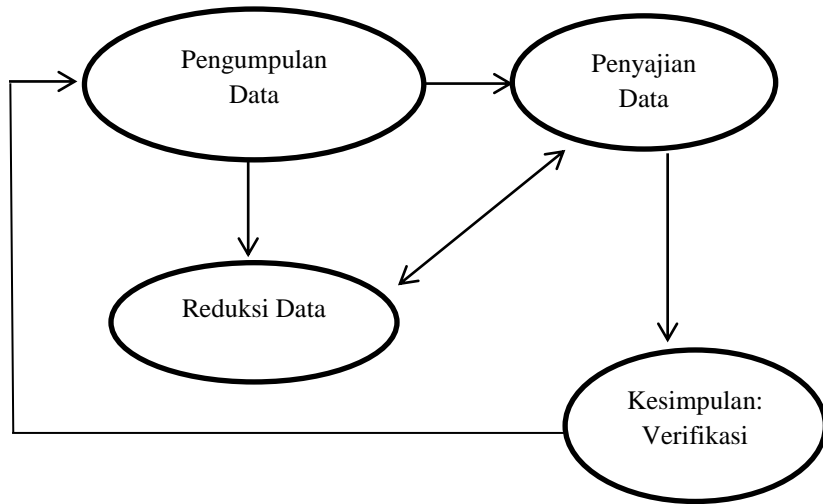 Pengumpulan
Data
Penyajian
Data
Reduksi Data
Kesimpulan:
Verifikasi